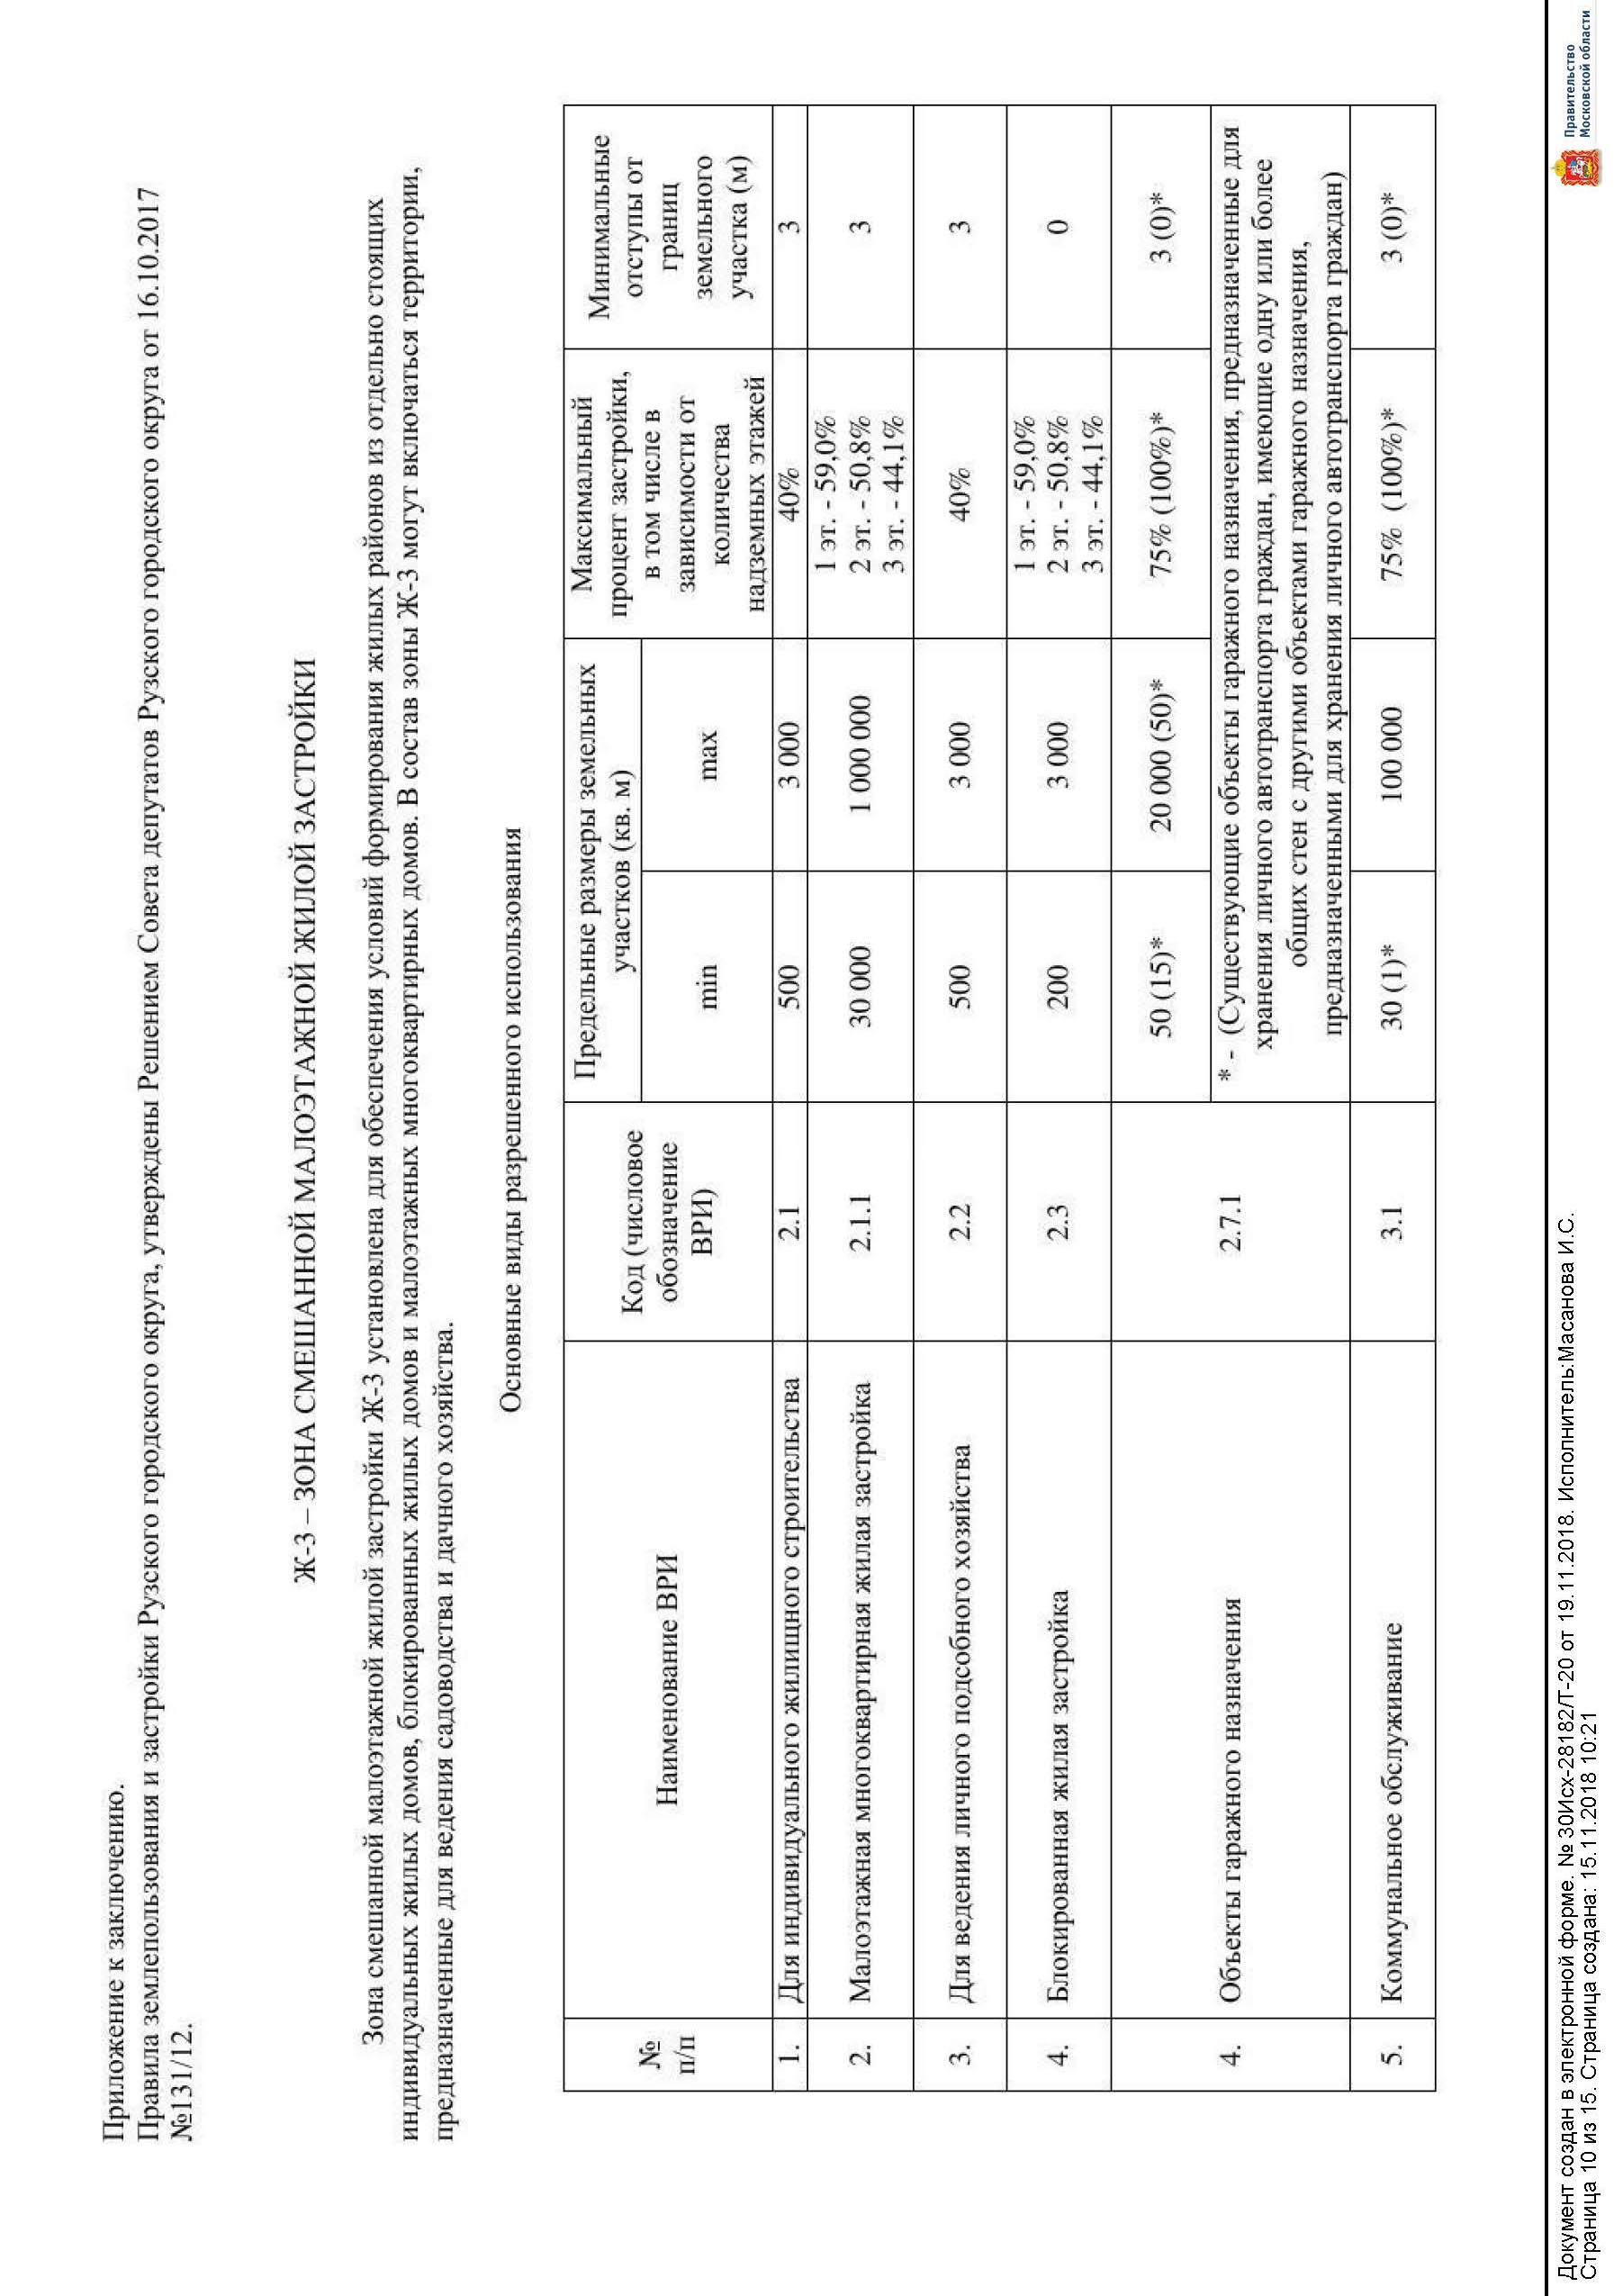 Приложение к заключению.
Правила землепользования и застройки Рузского городского округа, утверждены Решением Совета депутатов Рузского городского округа от 16.10.2017
№131/12.
Ж-3 – ЗОНА СМЕШАННОЙ МАЛОЭТАЖНОЙ ЖИЛОЙ ЗАСТРОЙКИ
Зона смешанной малоэтажной жилой застройки Ж-3 установлена для обеспечения условий формирования жилых районов из отдельно стоящих
индивидуальных жилых домов, блокированных жилых домов и малоэтажных многоквартирных домов. В состав зоны Ж-3 могут включаться территории,
предназначенные для ведения садоводства и дачного хозяйства.
Основные виды разрешенного использования
№
п/п
Наименование ВРИ
Код (числовое
обозначение
ВРИ)
Предельные размеры земельных
участков (кв. м)
min
max
Максимальный
процент застройки,
в том числе в
зависимости от
количества
надземных этажей
Минимальные
отступы от
границ
земельного
участка (м)
1. Для индивидуального жилищного строительства 2.1 500 3 000 40% 3
2. Малоэтажная многоквартирная жилая застройка 2.1.1 30 000 1 000 000
1 эт. - 59,0%
2 эт. - 50,8%
3 эт. - 44,1%
3
3. Для ведения личного подсобного хозяйства 2.2 500 3 000 40% 3
4. Блокированная жилая застройка 2.3 200 3 000
1 эт. - 59,0%
2 эт. - 50,8%
3 эт. - 44,1%
0
4. Объекты гаражного назначения 2.7.1
50 (15)* 20 000 (50)* 75% (100%)* 3 (0)*
* - (Существующие объекты гаражного назначения, предназначенные для
хранения личного автотранспорта граждан, имеющие одну или более
общих стен с другими объектами гаражного назначения,
предназначенными для хранения личного автотранспорта граждан)
5. Коммунальное обслуживание 3.1 30 (1)* 100 000 75% (100%)* 3 (0)*
Документ создан в электронной форме. № 30Исх-28182/Т-20 от 19.11.2018. Исполнитель:Масанова И.С.
Страница 10 из 15. Страница создана: 15.11.2018 10:21
Правительство
Московской области